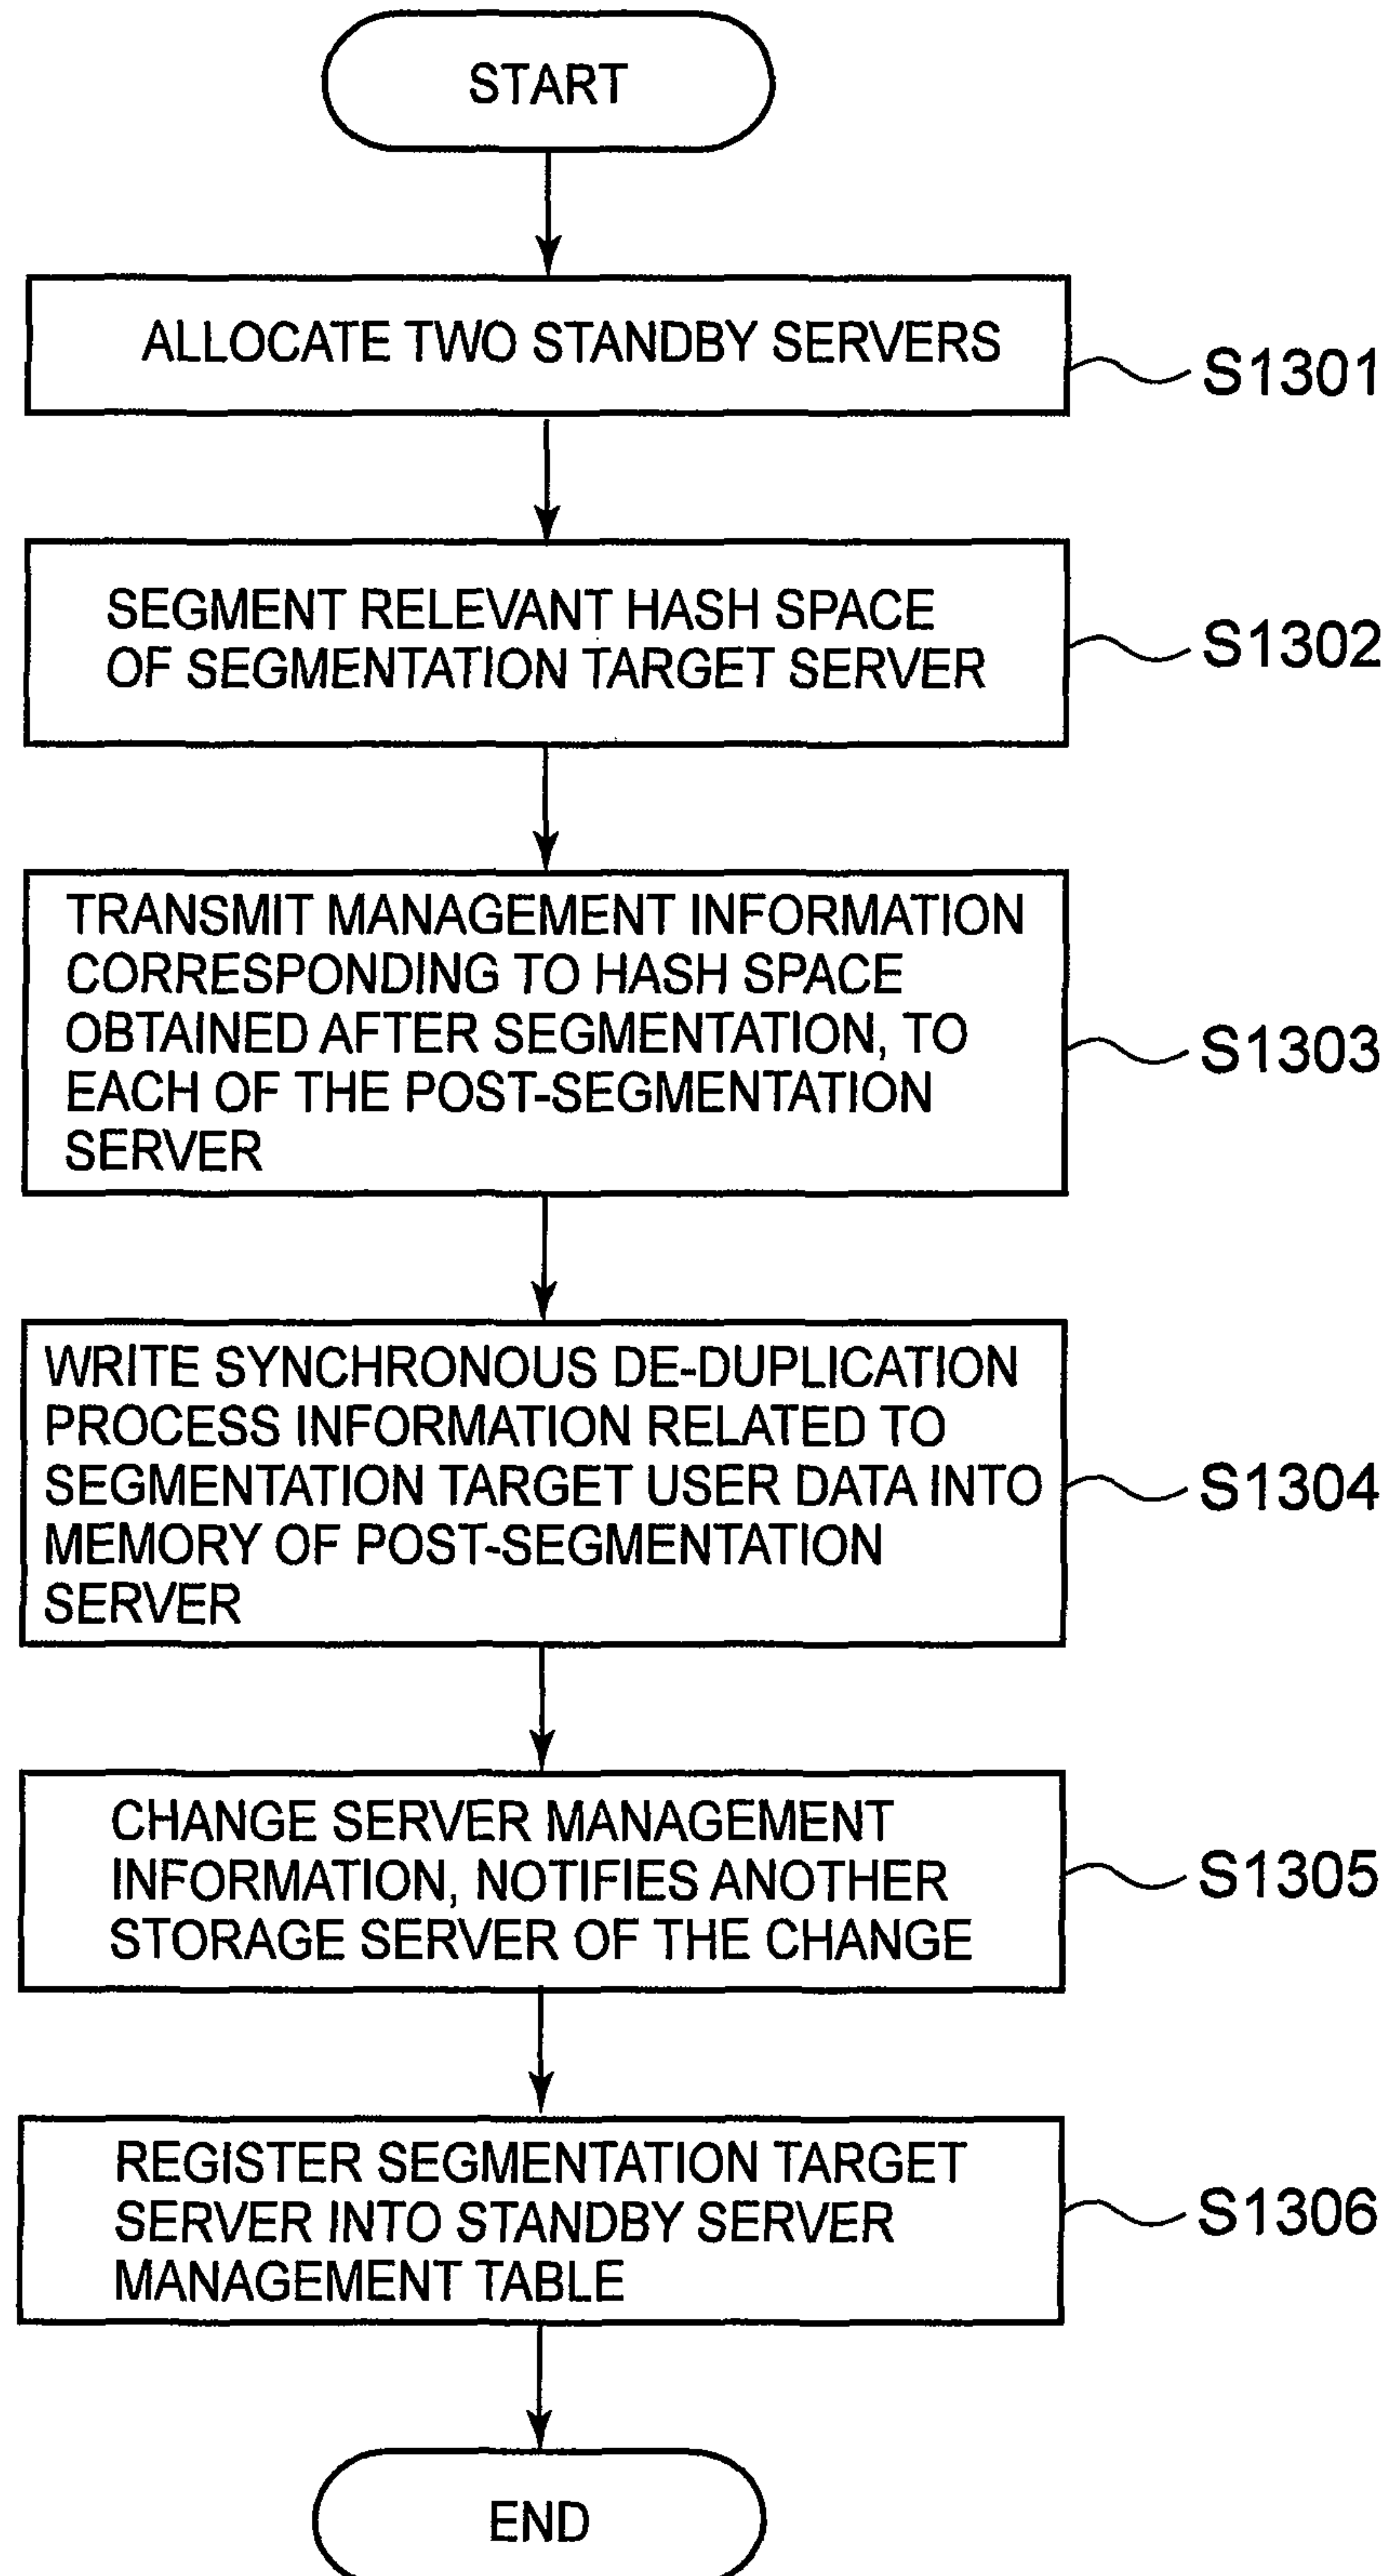 START
ALLOCATE TWO STANDBY SERVERS
S1301
SEGMENT RELEVANT HASH SPACE
OF SEGMENTATION TARGET SERVER
S1302
TRANSMIT MANAGEMENT INFORMATION
CORRESPONDING TO HASH SPACE
OBTAINED AFTER SEGMENTATION, TO
EACH OF THE POST-SEGMENTATION
SERVER
S1303
WRITE SYNCHRONOUS DE-DUPLICATION
PROCESS INFORMATION RELATED TO
SEGMENTATION TARGET USER DATA INTO
MEMORY OF POST-SEGMENTATION
SERVER
S1304
CHANGE SERVER MANAGEMENT
INFORMATION, NOTIFIES ANOTHER
STORAGE SERVER OF THE CHANGE
S1305
REGISTER SEGMENTATION TARGET
SERVER INTO STANDBY SERVER
MANAGEMENT TABLE
S1306
END